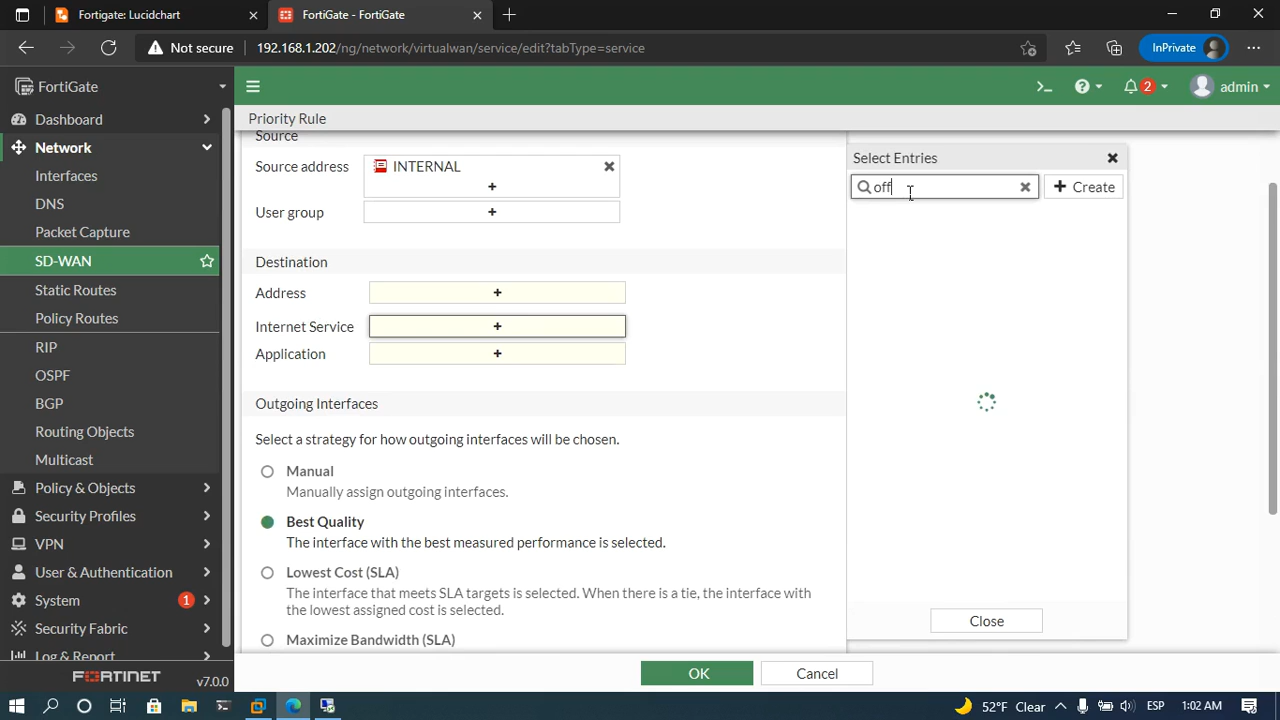 Fortigate: Lucidchart
FortiGate - FortiGate
Not secure
192.168.1.202/ng/network/virtualwan/service/edit?tabType=service
InPrivate
FortiGate
2
admin
Dashboard
Network
Interfaces
DNS
Packet Capture
SD-WAN
Static Routes
Policy Routes
RIP
OSPF
BGP
Routing Objects
Multicast
Policy & Objects
Security Profiles
VPN
User & Authentication
System
1
Security Fabric
Log & Report
FORTINET
v7.0.0
Priority Rule
Source
Source address
INTERNAL
User group
Destination
Address
Internet Service
Application
Outgoing Interfaces
Select a strategy for how outgoing interfaces will be chosen.
Manual
Manually assign outgoing interfaces.
Best Quality
The interface with the best measured performance is selected.
Lowest Cost (SLA)
The interface that meets SLA targets is selected. When there is a tie, the interface with
the lowest assigned cost is selected.
Maximize Bandwidth (SLA)
Select Entries
off
Create
Close
OK
Cancel
52°F Clear
ESP
1:02 AM